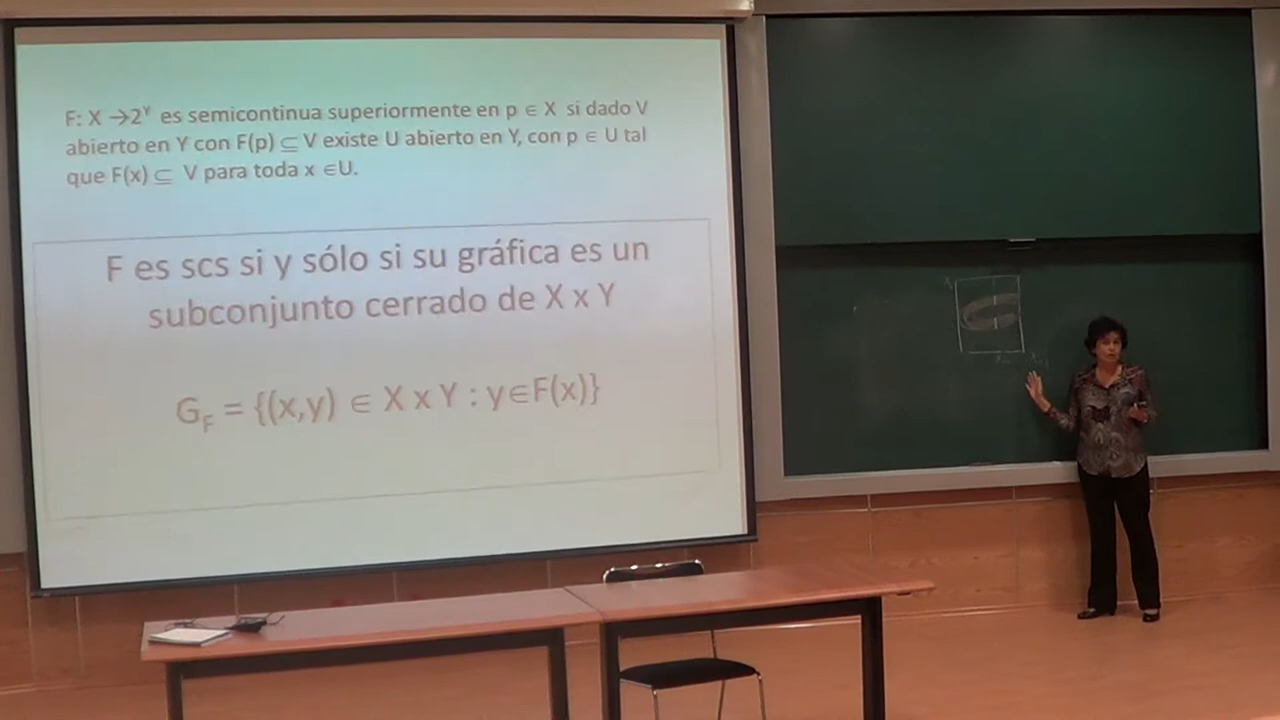 F: X →2ʸ es semicontinua superiormente en p ∈ X si dado V
abierto en Y con F(p) ⊆ V existe U abierto en Y, con p ∈ U tal
que F(x) ⊆ V para toda x ∈U.
F es scs si y sólo si su gráfica es un
subconjunto cerrado de X x Y
G_F = {(x,y) ∈ X x Y : y∈F(x)}